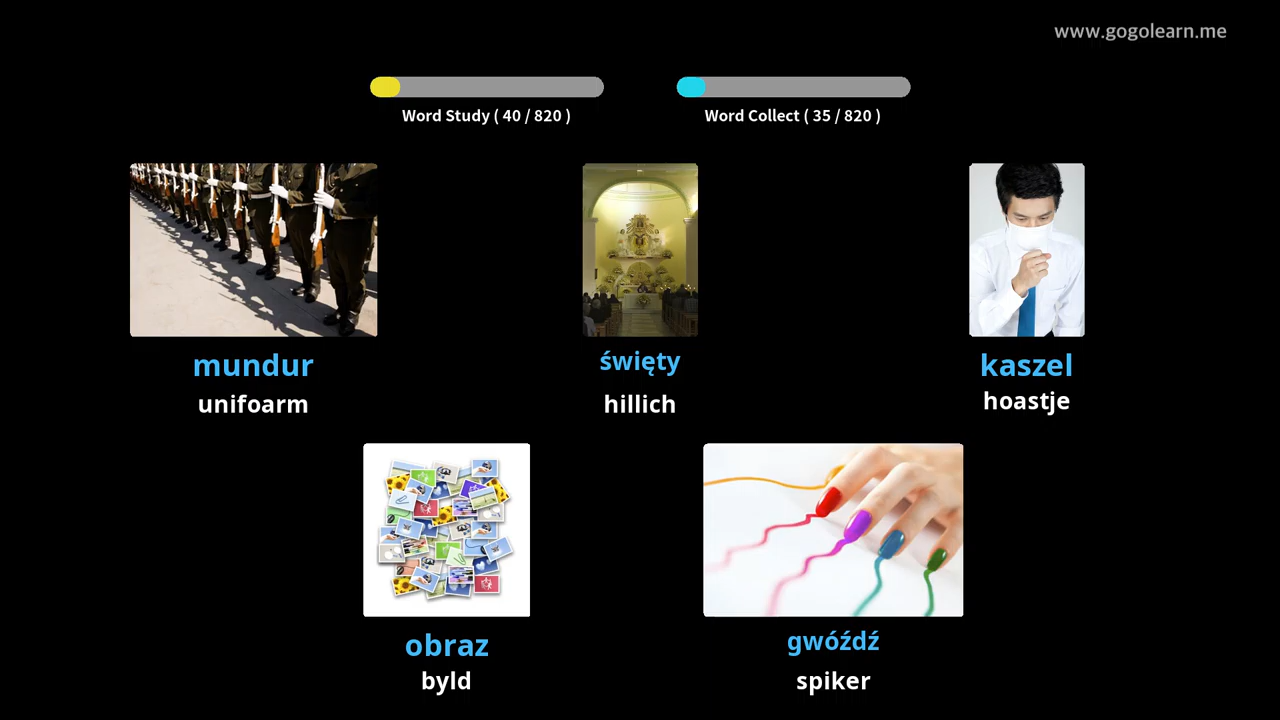 www.gogolearn.me
Word Study ( 40 / 820 )
Word Collect ( 35 / 820 )
mundur
unifoarm
święty
hillich
kaszel
hoastje
obraz
byld
gwóźdź
spiker